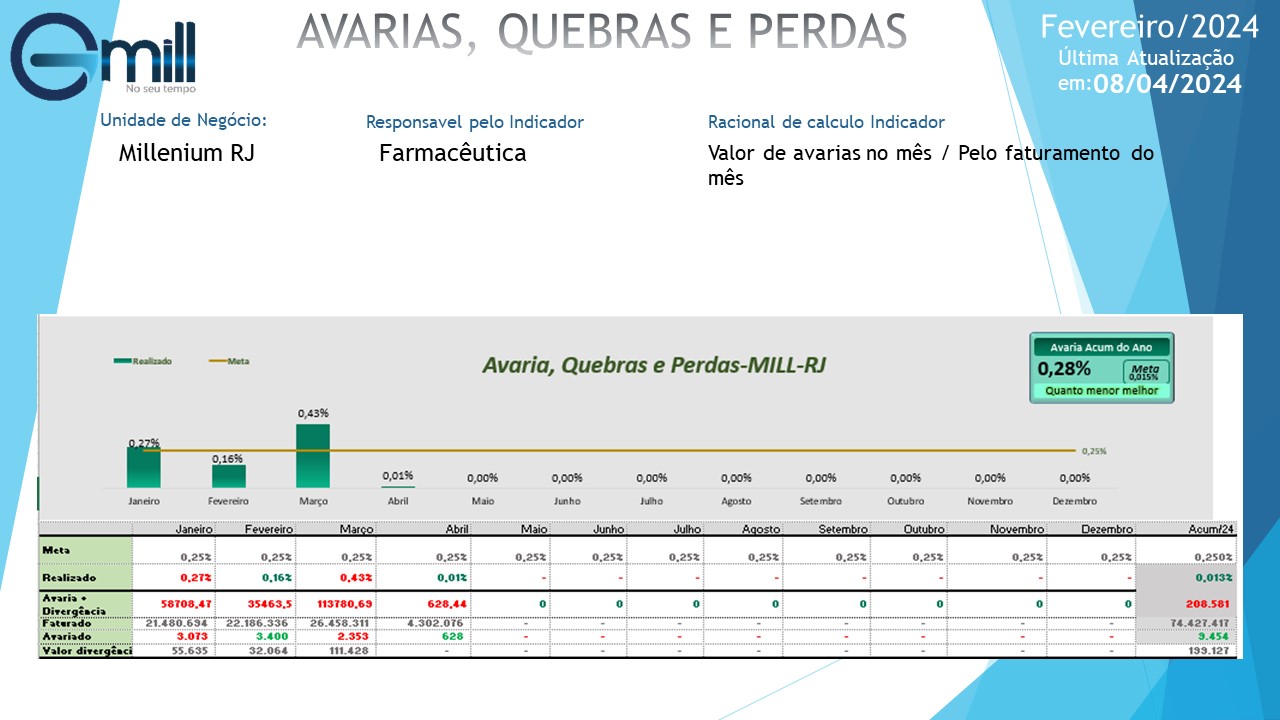 Gmill
No seu tempo
AVARIAS, QUEBRAS E PERDAS
Fevereiro/2024
Última Atualização
em:08/04/2024
Unidade de Negócio:
Millenium RJ
Responsavel pelo Indicador
Farmacêutica
Racional de calculo Indicador
Valor de avarias no mês / Pelo faturamento do
mês
Realizado Meta
Avaria, Quebras e Perdas-MILL-RJ
Avaria Acum do Ano
0,28% Meta
0,015%
Quanto menor melhor
0,27% 0,16% 0,43% 0,01% 0,00% 0,00% 0,00% 0,00% 0,00% 0,00% 0,00% 0,00% 0,25%
Janeiro Fevereiro Março Abril Maio Junho Julho Agosto Setembro Outubro Novembro Dezembro
Janeiro Fevereiro Março Abril Maio Junho Julho Agosto Setembro Outubro Novembro Dezembro Acum/24
Meta 0,25% 0,25% 0,25% 0,25% 0,25% 0,25% 0,25% 0,25% 0,25% 0,25% 0,25% 0,25% 0,250%
Realizado 0,27% 0,16% 0,43% 0,01% - - - - - - - - 0,013%
Avaria +
Divergência 58708,47 35463,5 113780,69 628,44 0 0 0 0 0 0 0 0 208.581
Faturado 21.480.694 22.186.336 26.458.311 4.302.076 - - - - - - - - 74.427.417
Avariado 3.073 3.400 2.353 628 - - - - - - - - 9.454
Valor divergênci 55.635 32.064 111.428 - - - - - - - - - 199.127